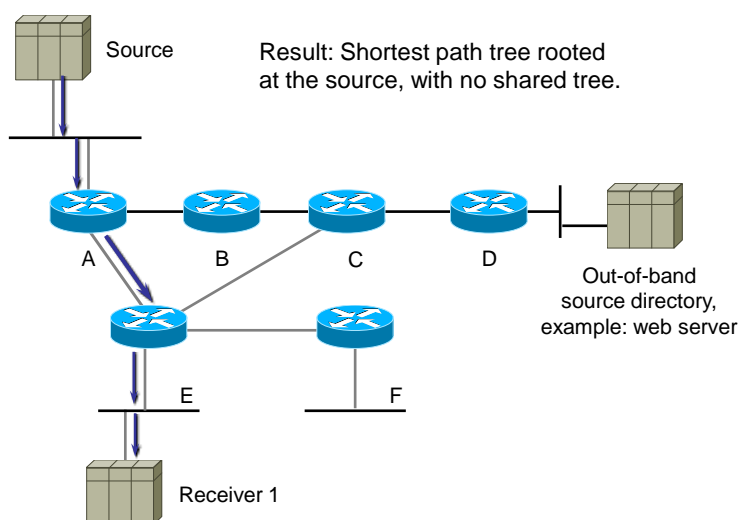 Source
Result: Shortest path tree rooted
at the source, with no shared tree.
A
B
C
D
Out-of-band
source directory,
example: web server
E
F
Receiver 1